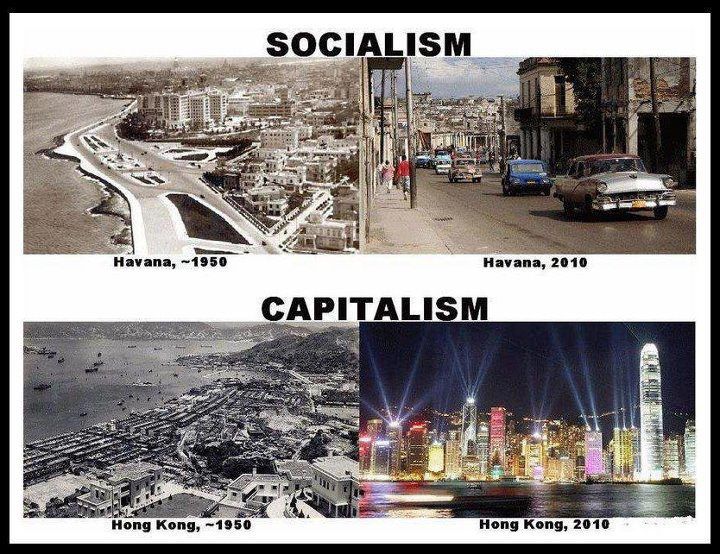 SOCIALISM
Havana, ~1950
Havana, 2010
CAPITALISM
Hong Kong, ~1950
Hong Kong, 2010